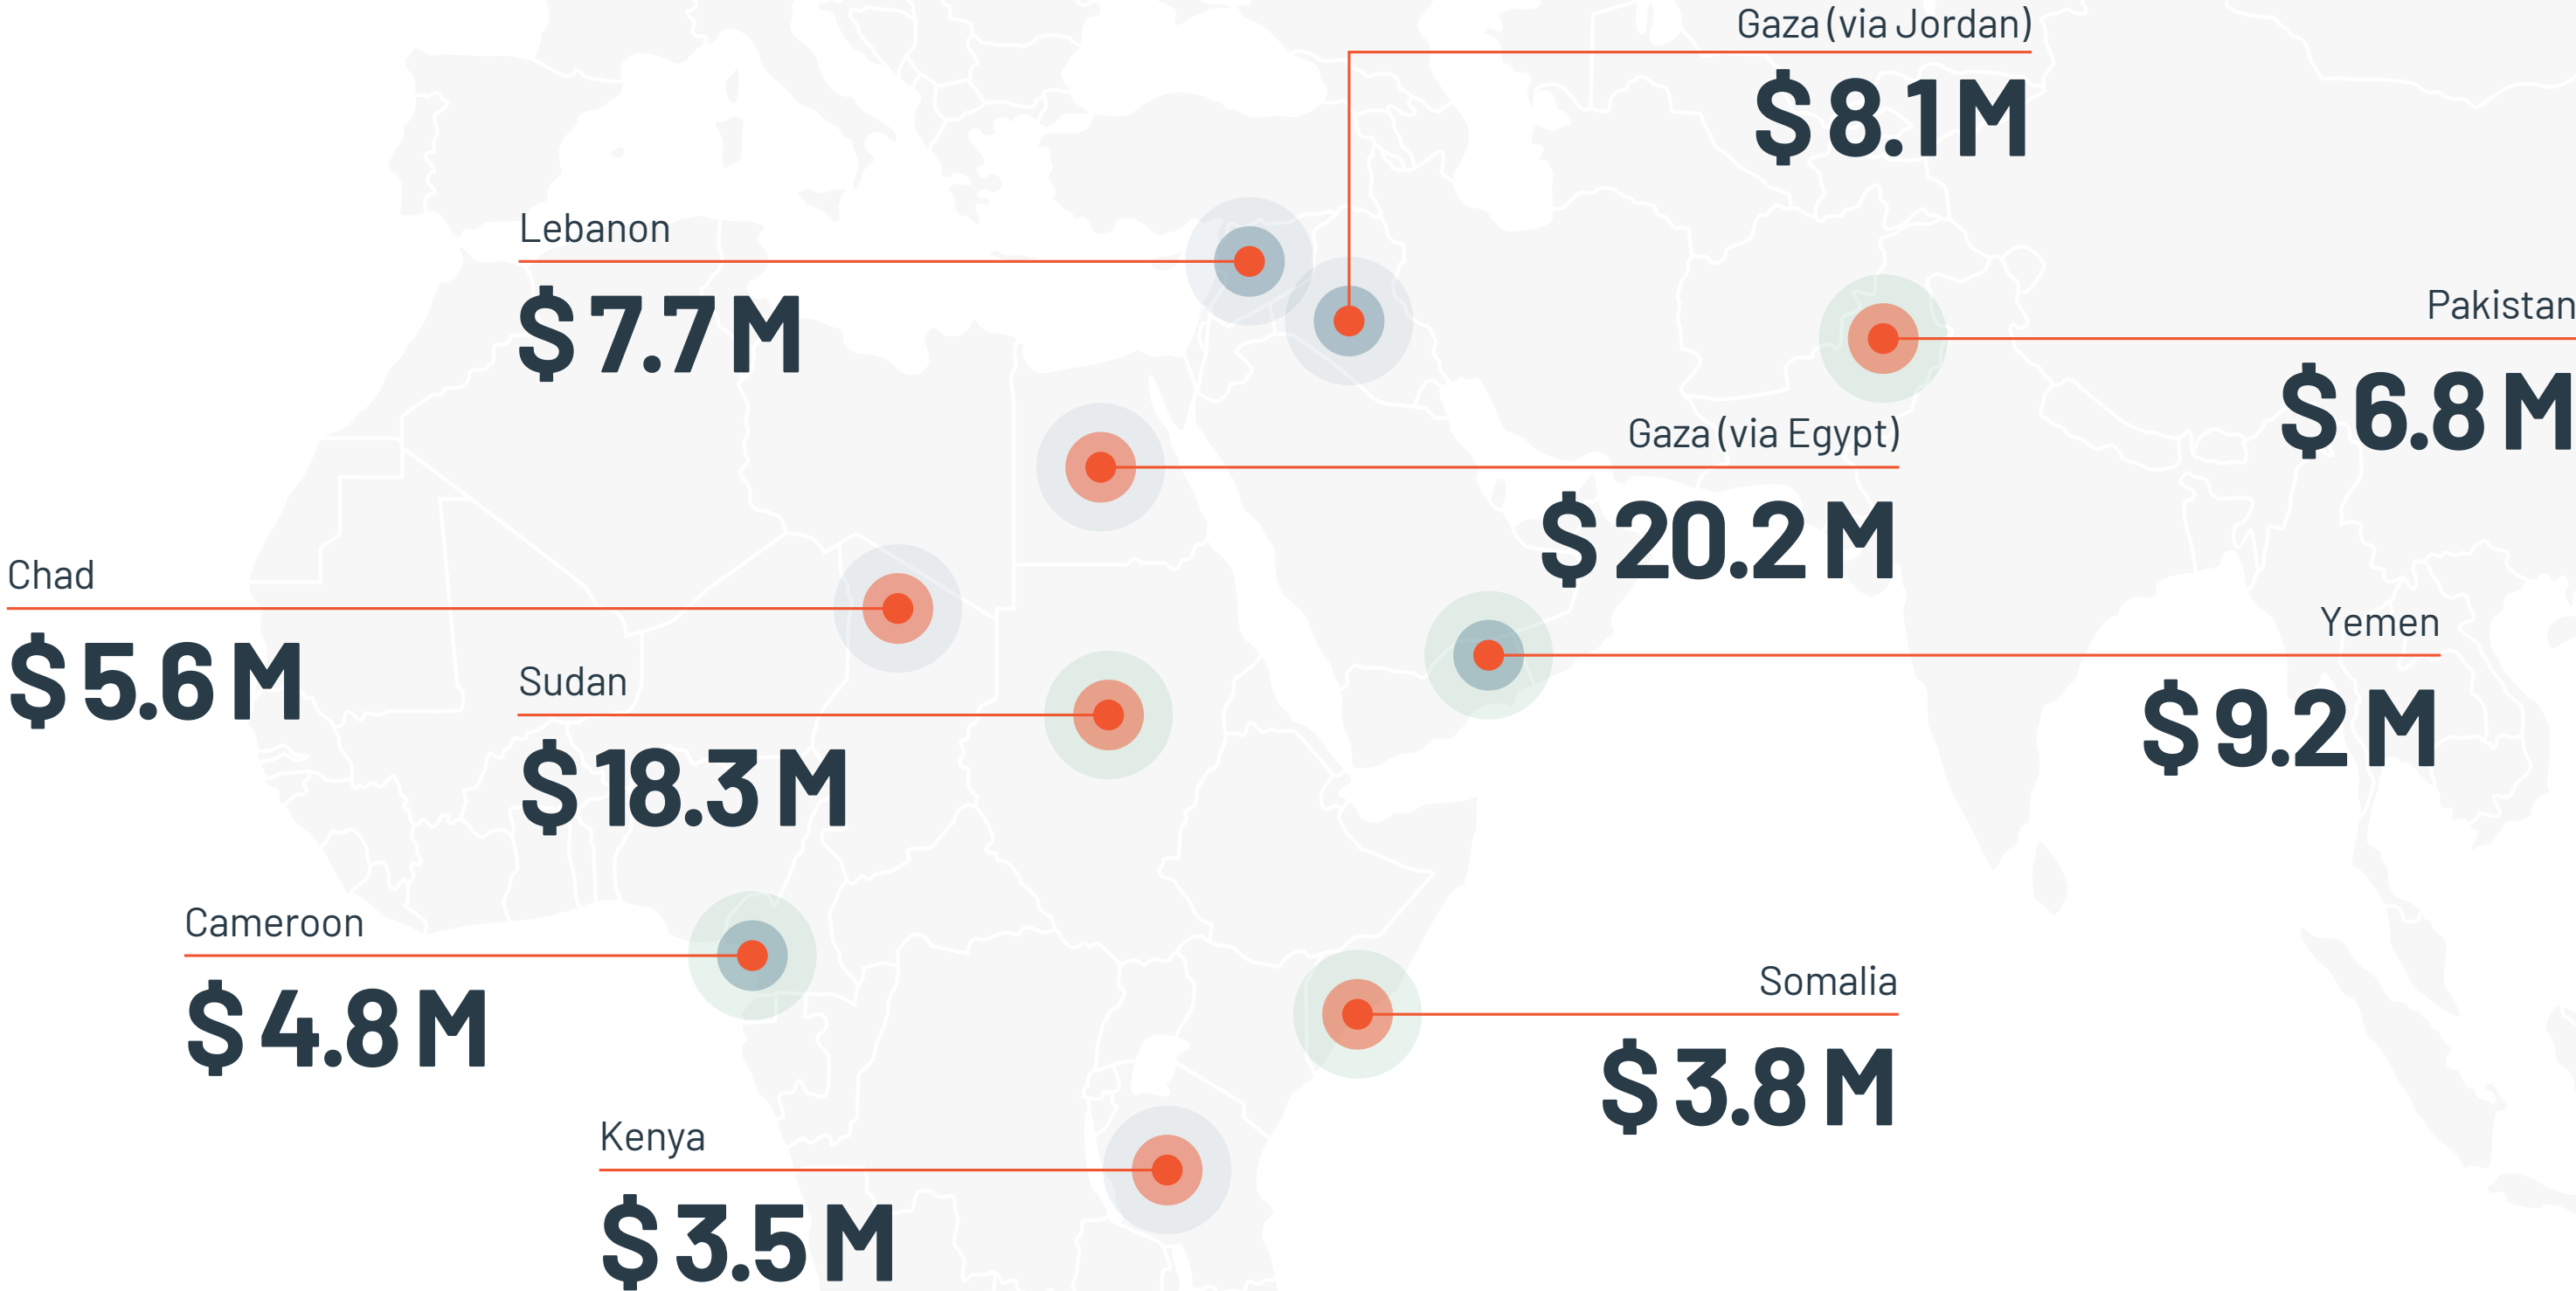 Gaza (via Jordan)
$ 8.1 M
Lebanon
$ 7.7 M
Pakistan
$ 6.8 M
Gaza (via Egypt)
$ 20.2 M
Chad
$ 5.6 M
Yemen
$ 9.2 M
Sudan
$ 18.3 M
Cameroon
$ 4.8 M
Somalia
$ 3.8 M
Kenya
$ 3.5 M